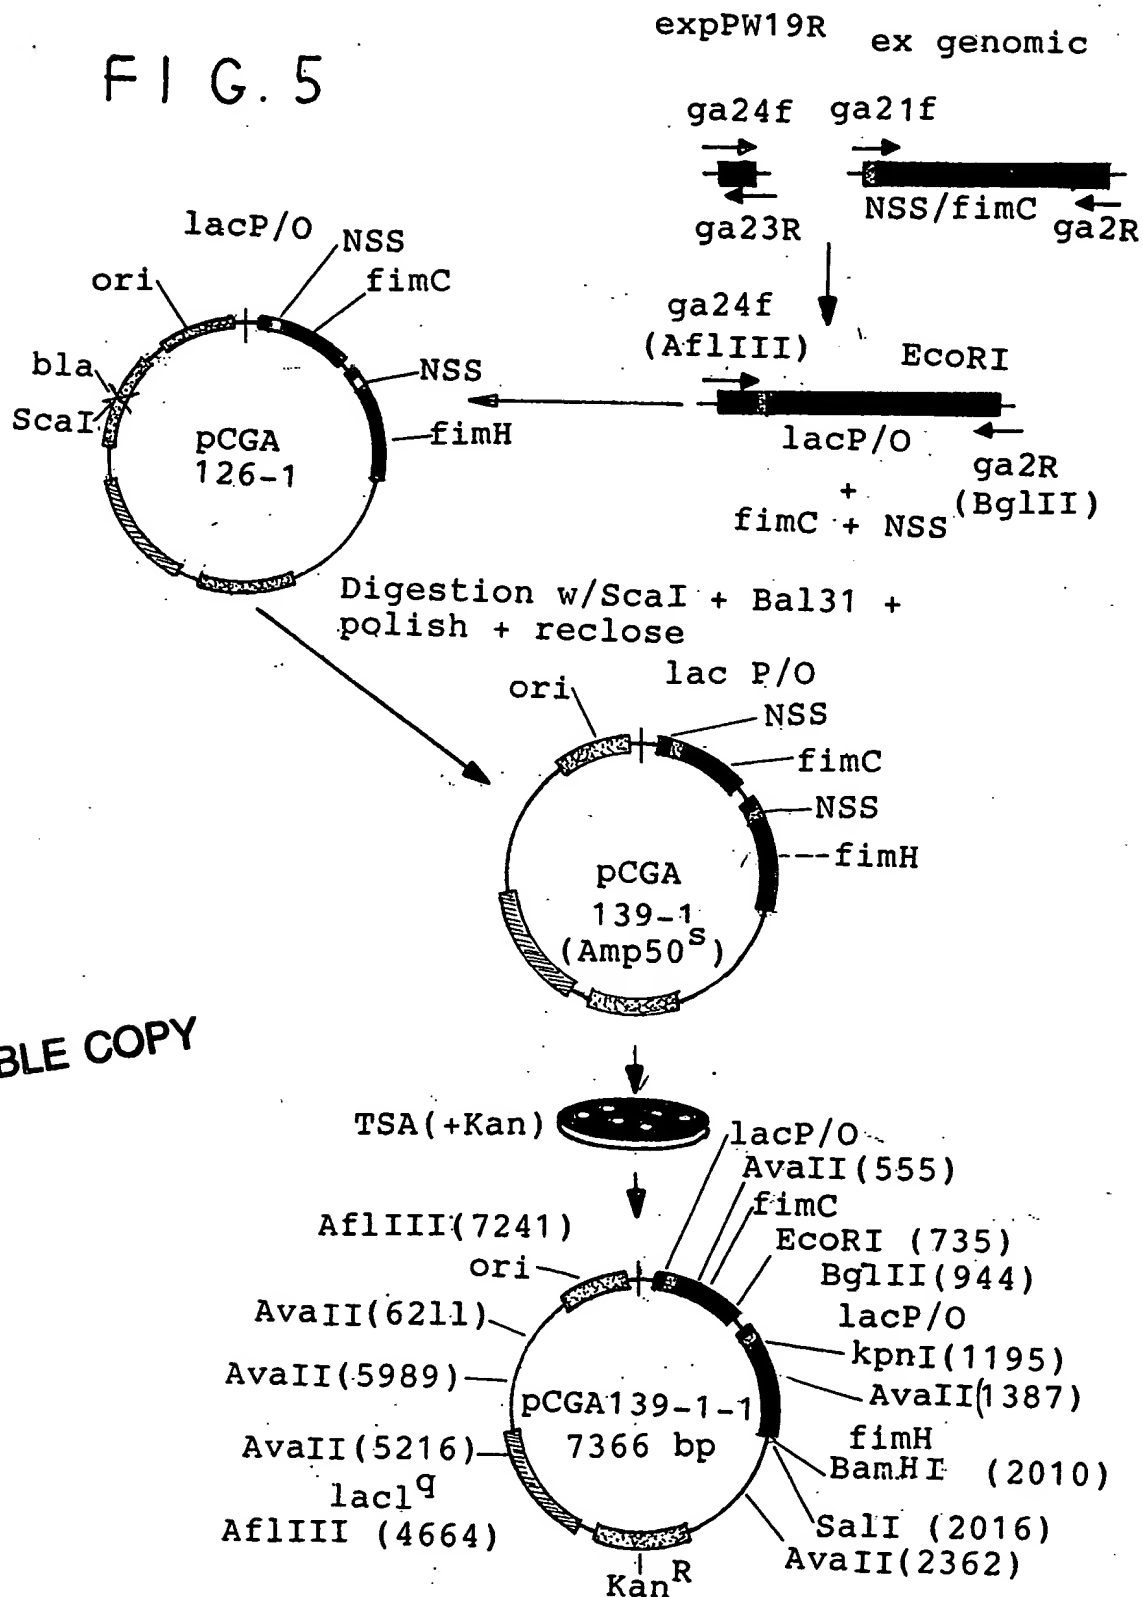 FIG. 5
expPW19R
ex genomic
ga24f
ga21f
ga23R
NSS/fimC
ga2R
lacP/O
NSS
fimC
ori
bla
ScaI
NSS
fimH
pCGA
126-1
ga24f
(AflIII)
EcoRI
lacP/O
+
fimC + NSS
ga2R
(BglII)
Digestion w/ScaI + Bal31 +
polish + reclose
lac P/O
ori
NSS
fimC
NSS
fimH
pCGA
139-1
(Amp50s)
BLE COPY
TSA(+Kan)
lacP/O
AvaII(555)
fimC
AflIII(7241)
EcoRI (735)
ori
BglII(944)
AvaII(6211)
lacP/O
kpnI(1195)
AvaII(5989)
AvaII(1387)
pCGA139-1-1
7366 bp
fimH
AvaII(5216)
BamHI (2010)
lacIq
AflIII (4664)
SalI (2016)
AvaII(2362)
KanR